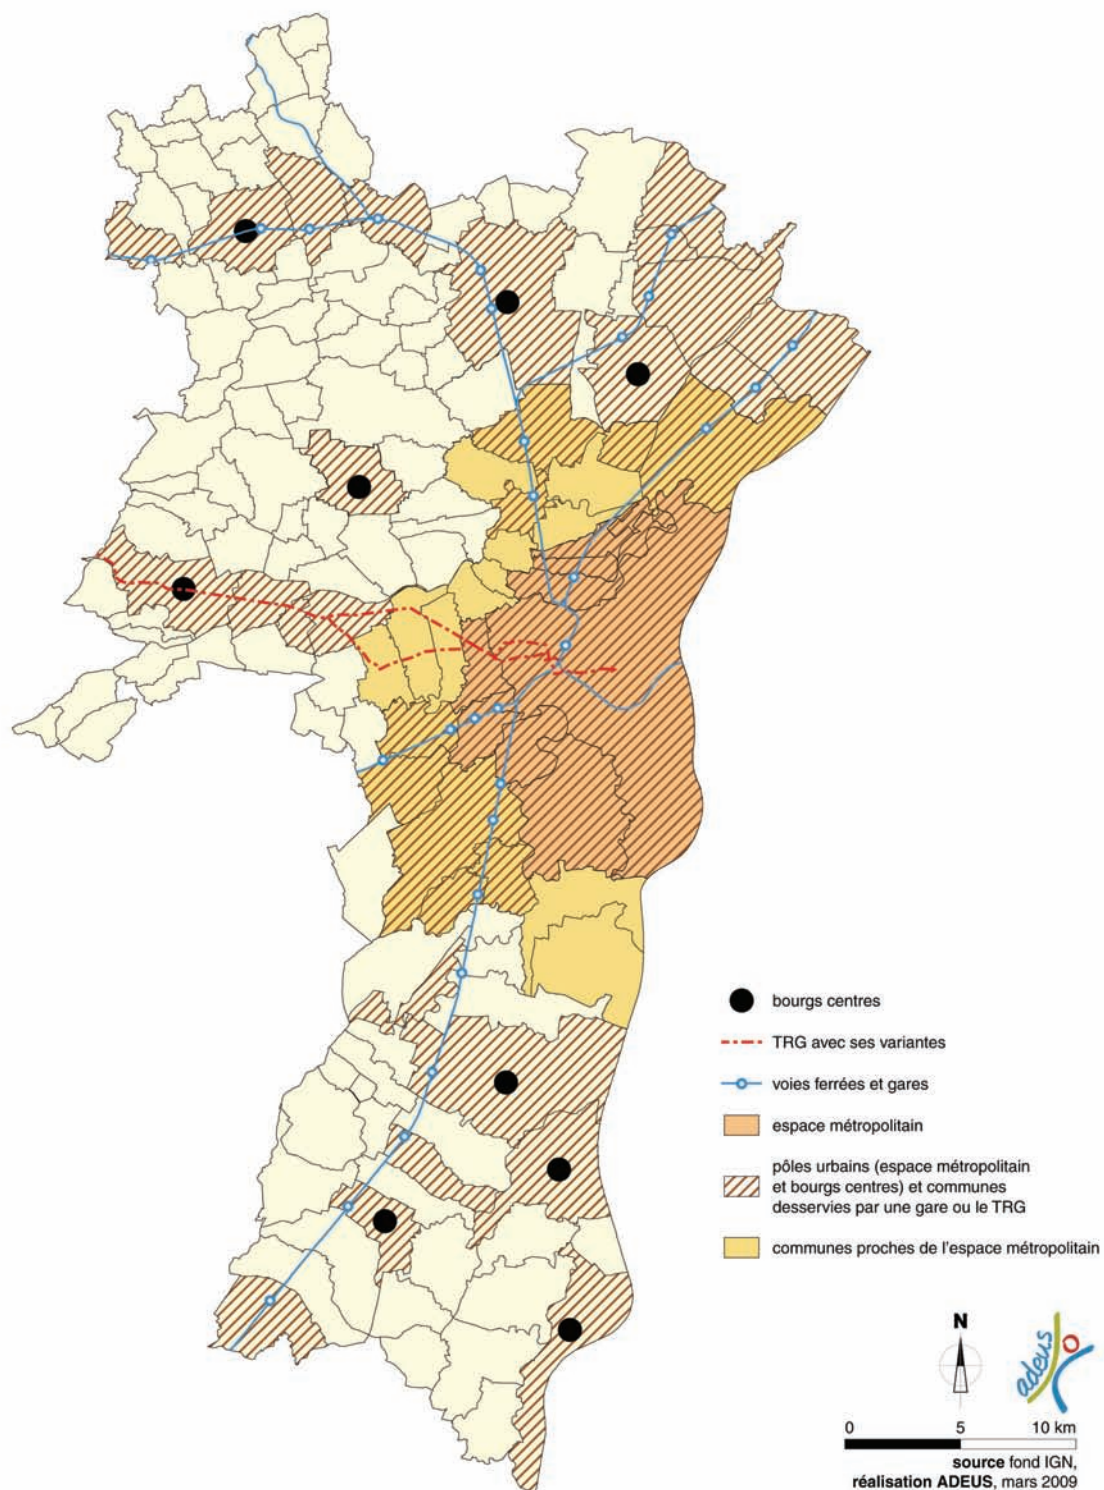 bourgs centres
TRG avec ses variantes
voies ferrées et gares
espace métropolitain
pôles urbains (espace métropolitain
et bourgs centres) et communes
desservies par une gare ou le TRG
communes proches de l'espace métropolitain
N
adeus
0 5 10 km
source fond IGN,
réalisation ADEUS, mars 2009